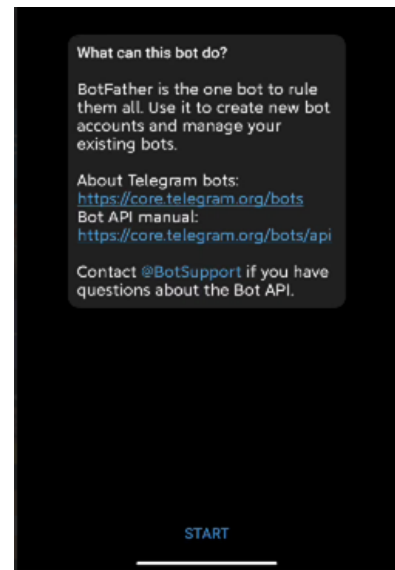 What can this bot do?
BotFather is the one bot to rule
them all. Use it to create new bot
accounts and manage your
existing bots.
About Telegram bots:
https://core.telegram.org/bots
Bot API manual:
https://core.telegram.org/bots/api
Contact @BotSupport if you have
questions about the Bot API.
START